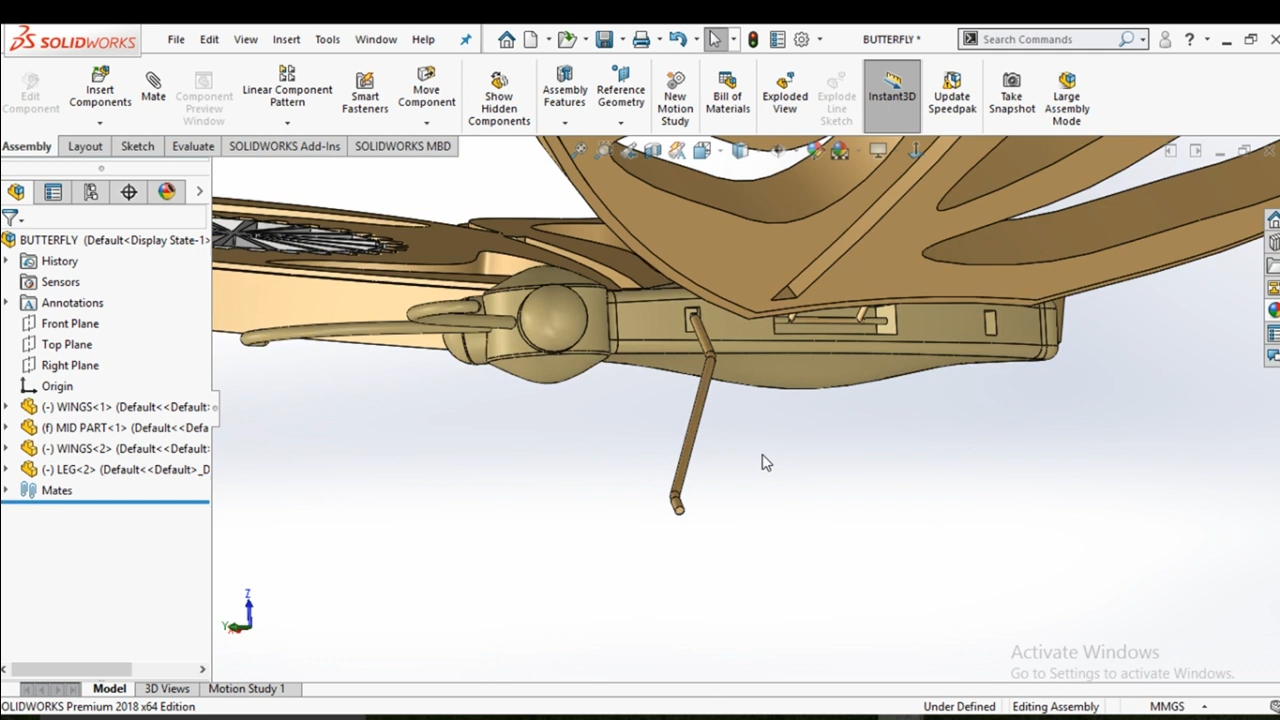 SOLIDWORKS
File Edit View Insert Tools Window Help
BUTTERFLY *
Search Commands
?
Edit Component
Insert Components
Mate
Component Preview Window
Linear Component Pattern
Smart Fasteners
Move Component
Show Hidden Components
Assembly Features
Reference Geometry
New Motion Study
Bill of Materials
Exploded View
Explode Line Sketch
Instant3D
Update Speedpak
Take Snapshot
Large Assembly Mode
Assembly Layout Sketch Evaluate SOLIDWORKS Add-Ins SOLIDWORKS MBD
BUTTERFLY (Default<Display State-1>
History
Sensors
Annotations
Front Plane
Top Plane
Right Plane
Origin
(-) WINGS<1> (Default<<Default>
(f) MID PART<1> (Default<<Defa
(-) WINGS<2> (Default<<Default>
(-) LEG<2> (Default<<Default>_D
Mates
Z
Y
Activate Windows
Go to Settings to activate Windows.
Model 3D Views Motion Study 1
OLIDWORKS Premium 2018 x64 Edition
Under Defined Editing Assembly MMGS